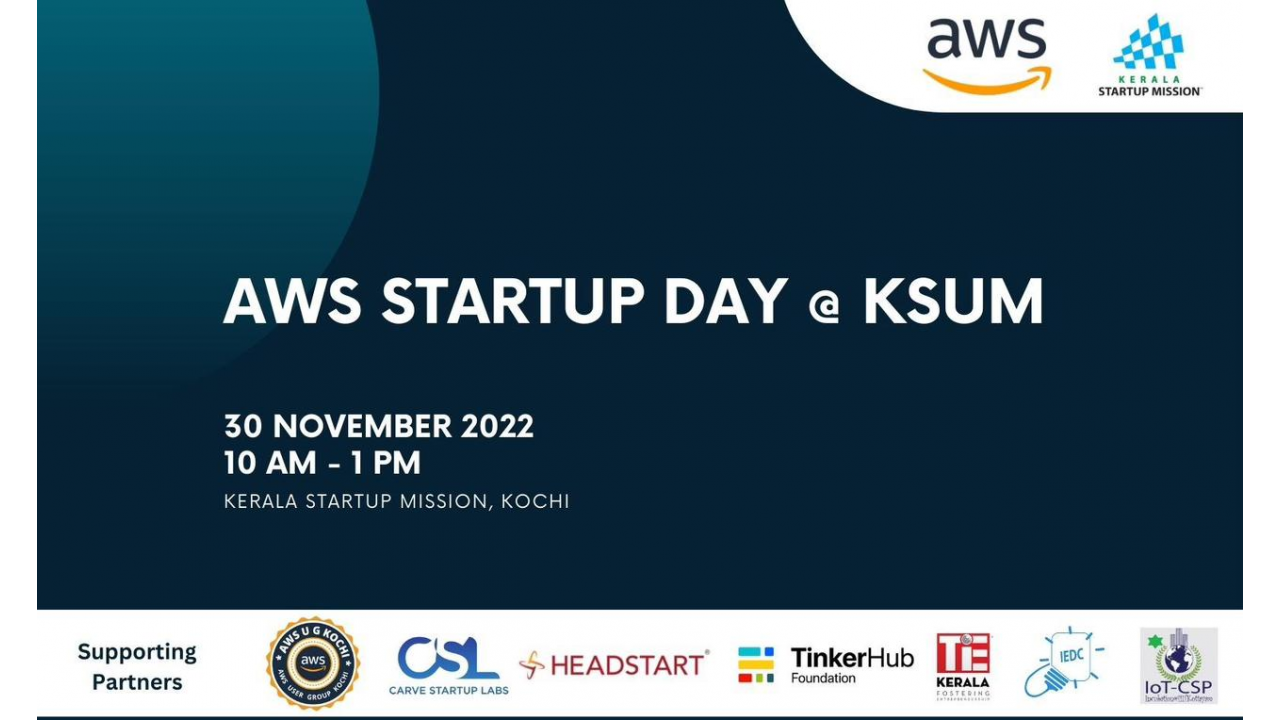 aws
KERALA
STARTUP MISSION
AWS STARTUP DAY @ KSUM
30 NOVEMBER 2022
10 AM - 1 PM
KERALA STARTUP MISSION, KOCHI
Supporting
Partners
AWS U G KOCHI
aws
AWS USER GROUP KOCHI
CSL
CARVE STARTUP LABS
HEADSTART®
TinkerHub
Foundation
TiE
KERALA
FOSTERING
ENTREPRENEURSHIP
IEDC
IoT-CSP